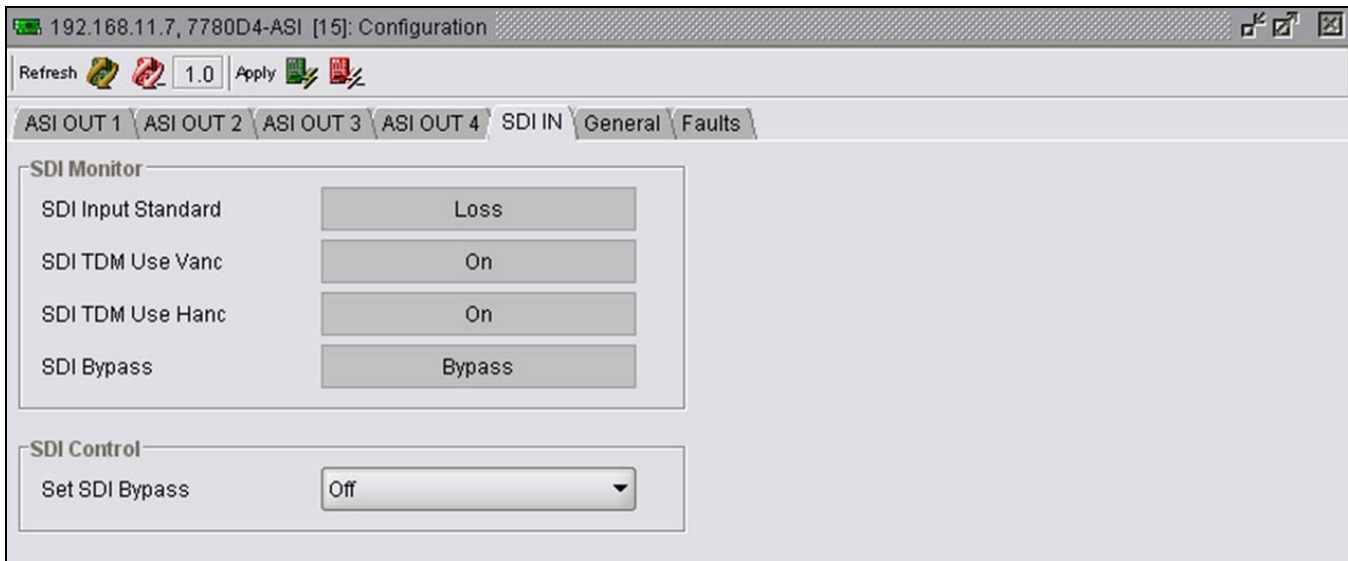 192.168.11.7, 7780D4-ASI [15]: Configuration
Refresh 1.0 Apply
ASI OUT 1 ASI OUT 2 ASI OUT 3 ASI OUT 4 SDI IN General Faults
SDI Monitor
SDI Input Standard Loss
SDI TDM Use Vanc On
SDI TDM Use Hanc On
SDI Bypass Bypass
SDI Control
Set SDI Bypass Off